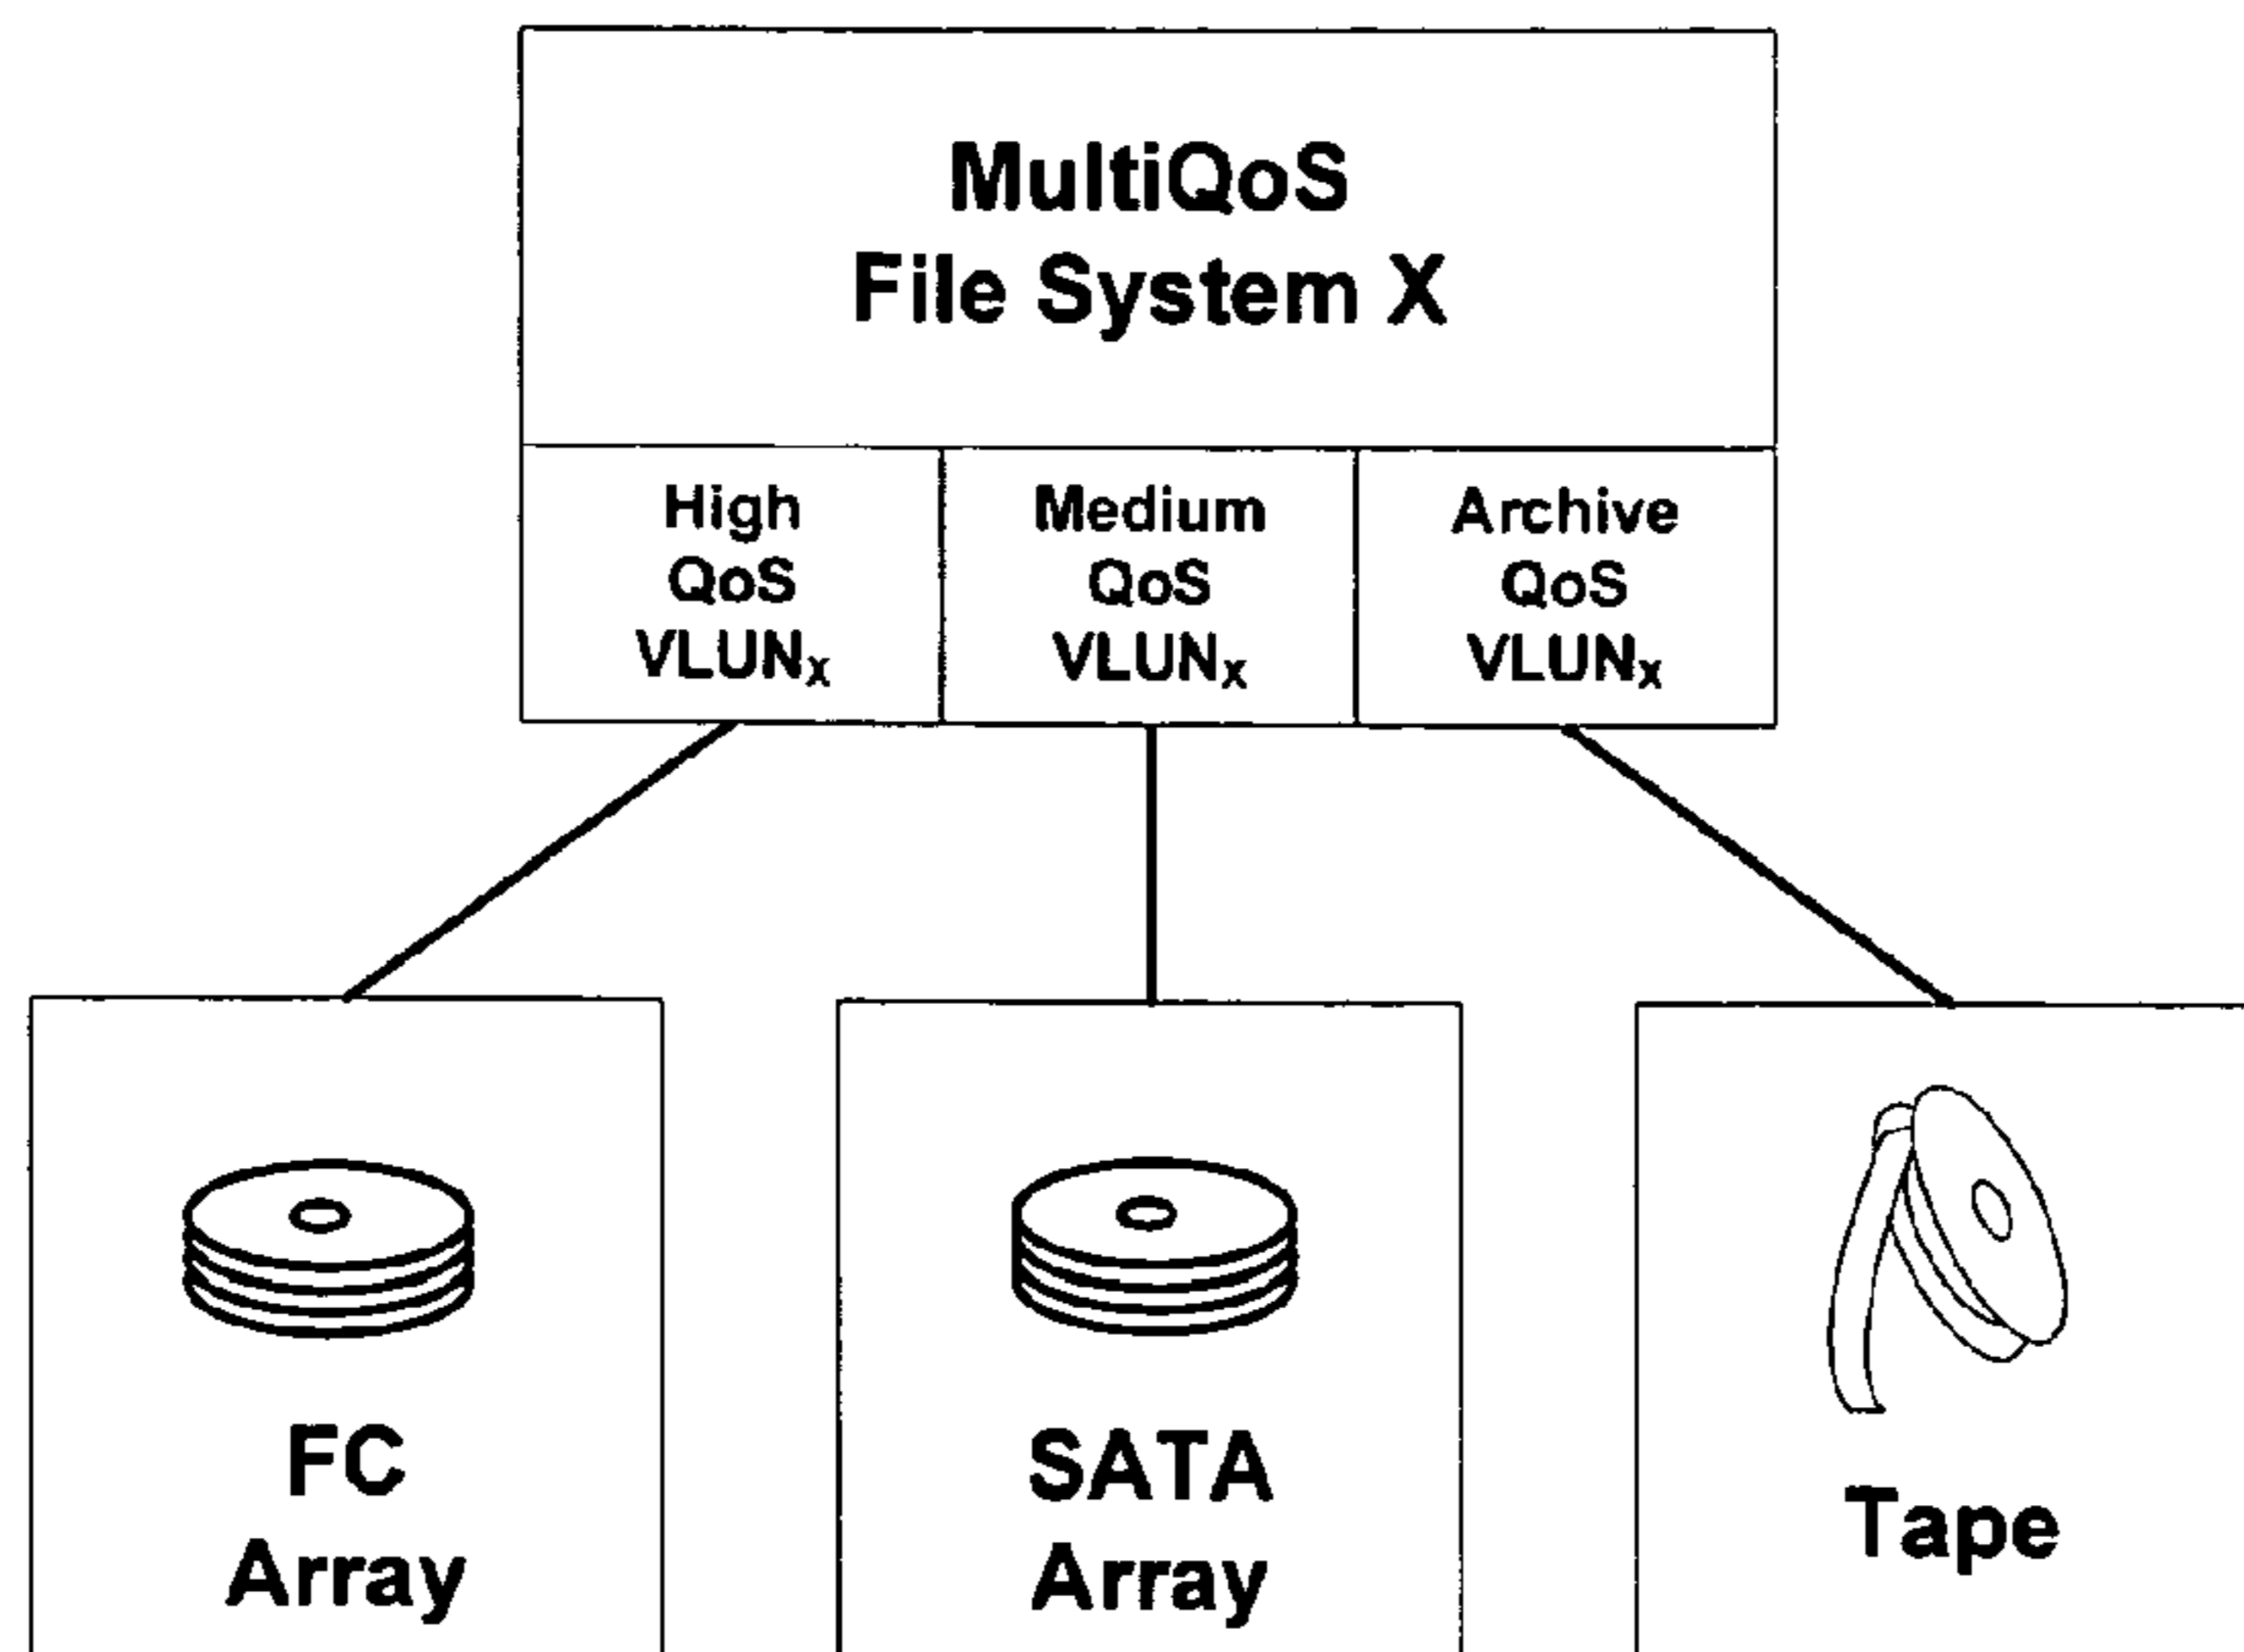 MultiQoS
File System X
High
QoS
VLUNX
Medium
QoS
VLUNX
Archive
QoS
VLUNX
FC
Array
SATA
Array
Tape